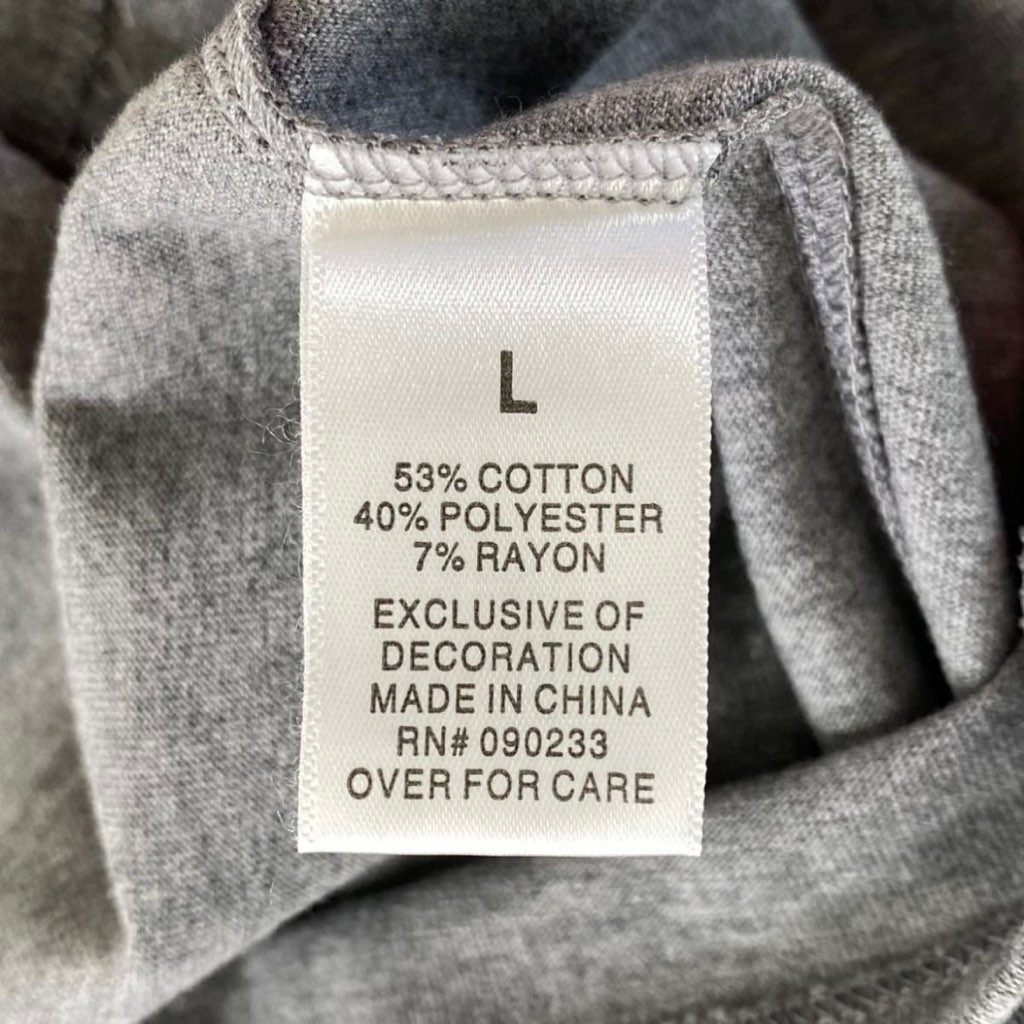 L
53% COTTON
40% POLYESTER
7% RAYON
EXCLUSIVE OF
DECORATION
MADE IN CHINA
RN# 090233
OVER FOR CARE